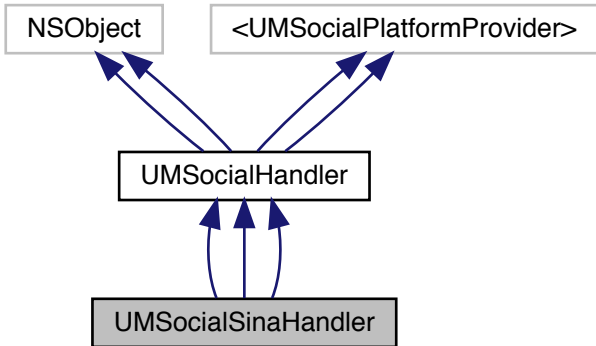 NSObject
<UMSocialPlatformProvider>
UMSocialHandler
UMSocialSinaHandler